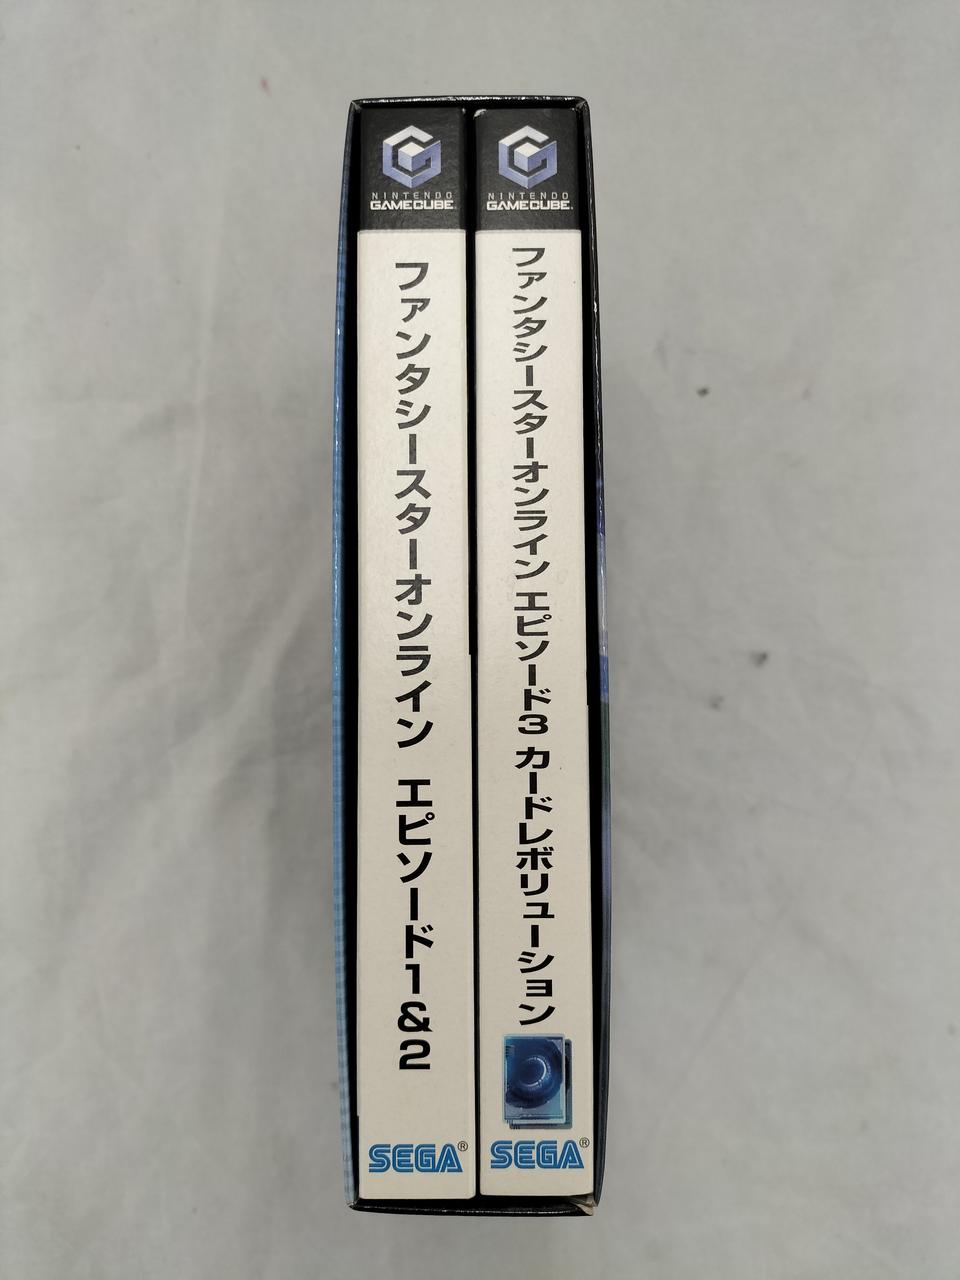 NINTENDO
GAMECUBE
ファンタシースターオンライン エピソード1&2
SEGA®
NINTENDO
GAMECUBE
ファンタシースターオンライン エピソード3 カードレボリューション
SEGA®